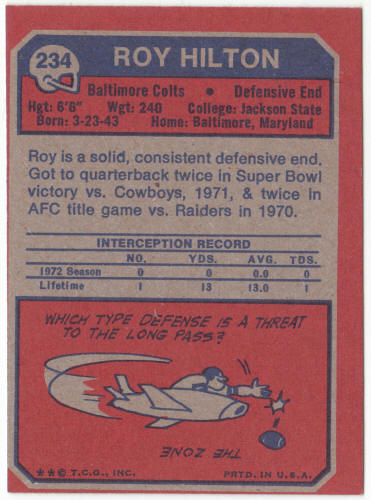 234
ROY HILTON
Baltimore Colts • Defensive End
Hgt: 6'6" Wgt: 240 College: Jackson State
Born: 3-23-43 Home: Baltimore, Maryland
Roy is a solid, consistent defensive end.
Got to quarterback twice in Super Bowl
victory vs. Cowboys, 1971, & twice in
AFC title game vs. Raiders in 1970.
INTERCEPTION RECORD
NO. YDS. AVG. TDS.
1972 Season 0 0 0.0 0
Lifetime 1 13 13.0 1
WHICH TYPE DEFENSE IS A THREAT
TO THE LONG PASS?
THE ZONE
**© T.C.G., INC. PRTD. IN U.S.A.